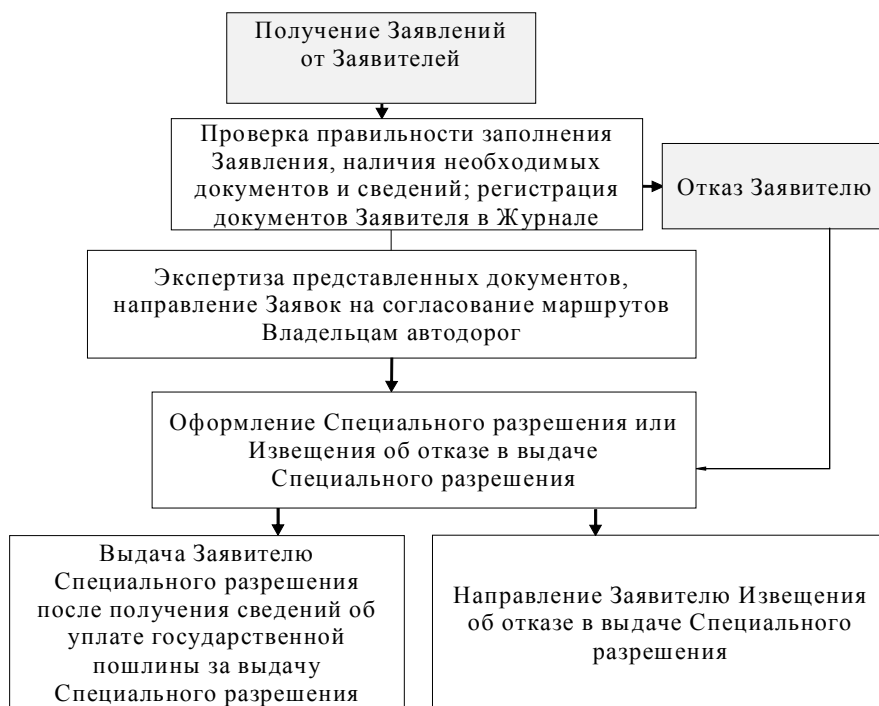 Получение Заявлений
от Заявителей
Проверка правильности заполнения
Заявления, наличия необходимых
документов и сведений; регистрация
документов Заявителя в Журнале
Отказ Заявителю
Экспертиза представленных документов,
направление Заявок на согласование маршрутов
Владельцам автодорог
Оформление Специального разрешения или
Извещения об отказе в выдаче
Специального разрешения
Выдача Заявителю
Специального разрешения
после получения сведений об
уплате государственной
пошлины за выдачу
Специального разрешения
Направление Заявителю Извещения
об отказе в выдаче Специального
разрешения